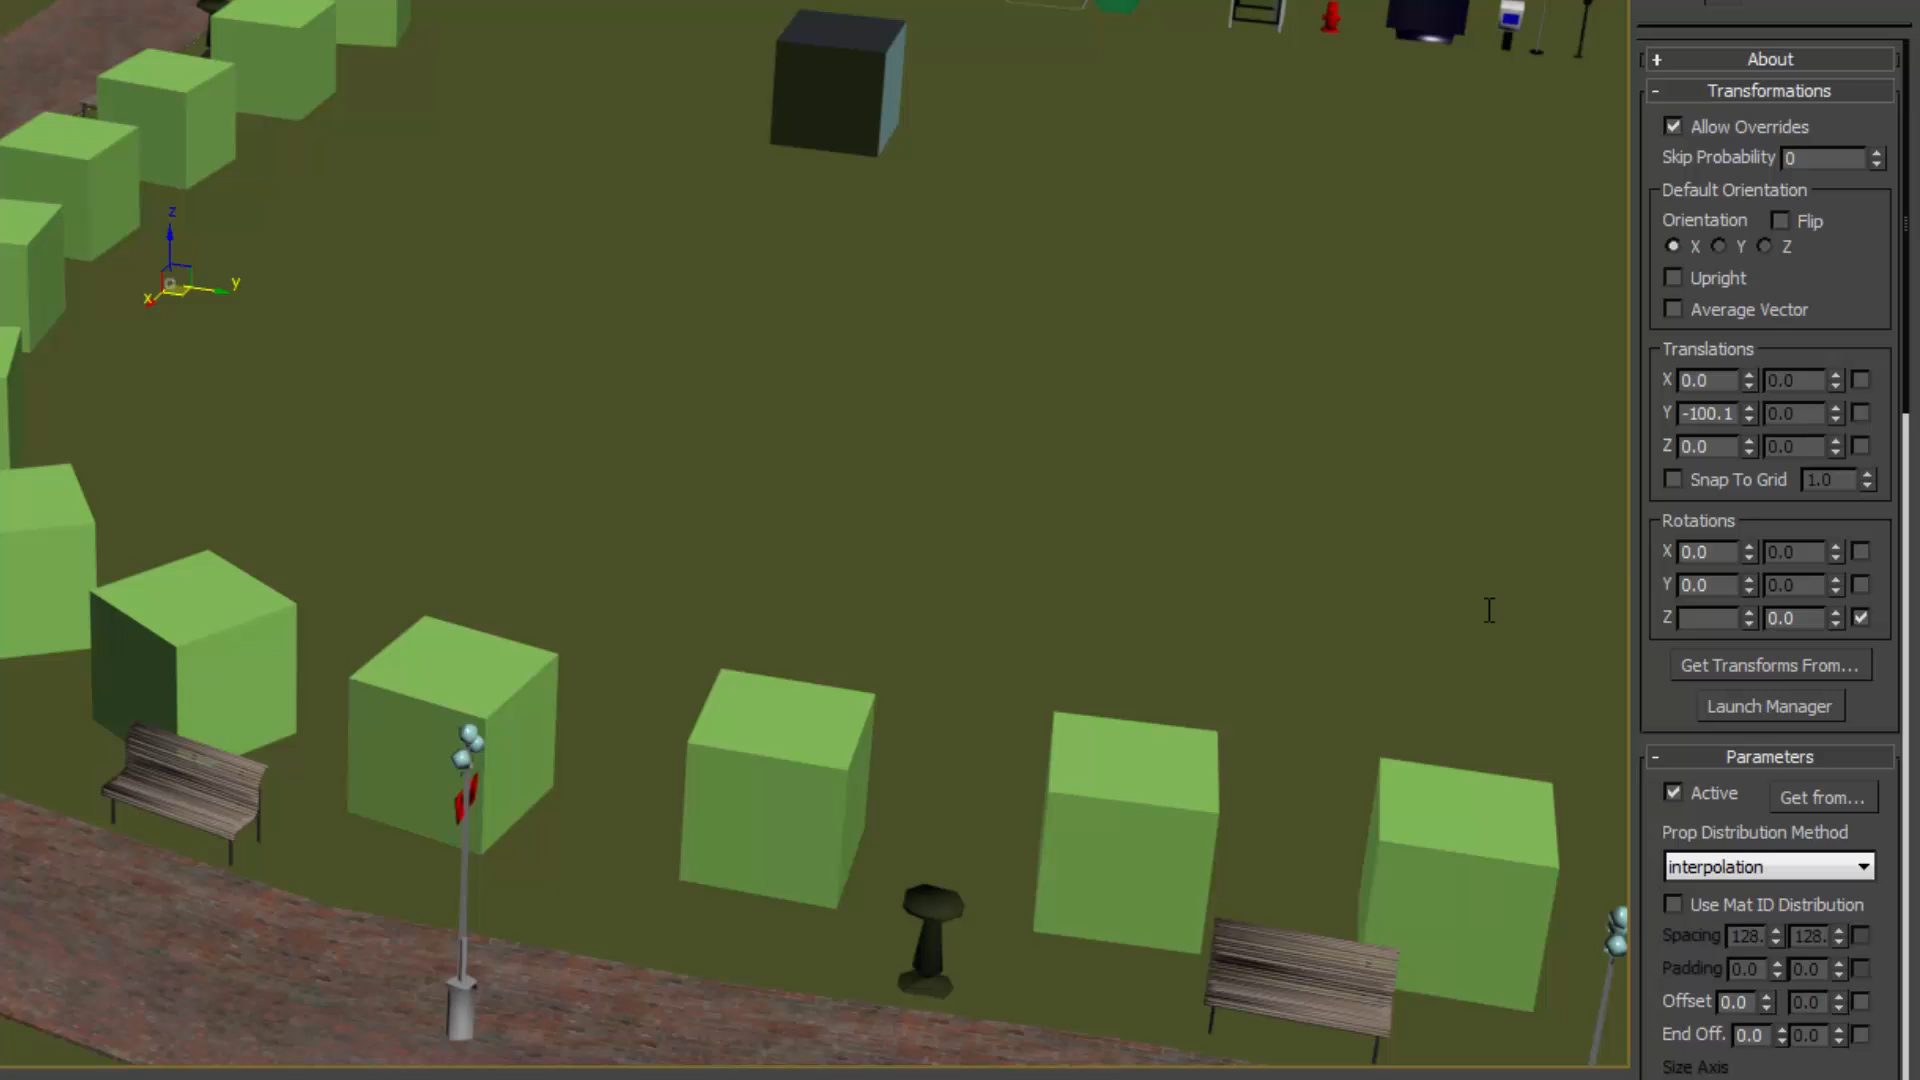 + About
- Transformations
Allow Overrides
Skip Probability 0
Default Orientation
Orientation Flip
X Y Z
Upright
Average Vector
Translations
X 0.0 0.0
Y -100.1 0.0
Z 0.0 0.0
Snap To Grid 1.0
Rotations
X 0.0 0.0
Y 0.0 0.0
Z 0.0
Get Transforms From...
Launch Manager
- Parameters
Active Get from...
Prop Distribution Method
interpolation
Use Mat ID Distribution
Spacing 128. 128.
Padding 0.0 0.0
Offset 0.0 0.0
End Off. 0.0 0.0
Size Axis
z
y
x